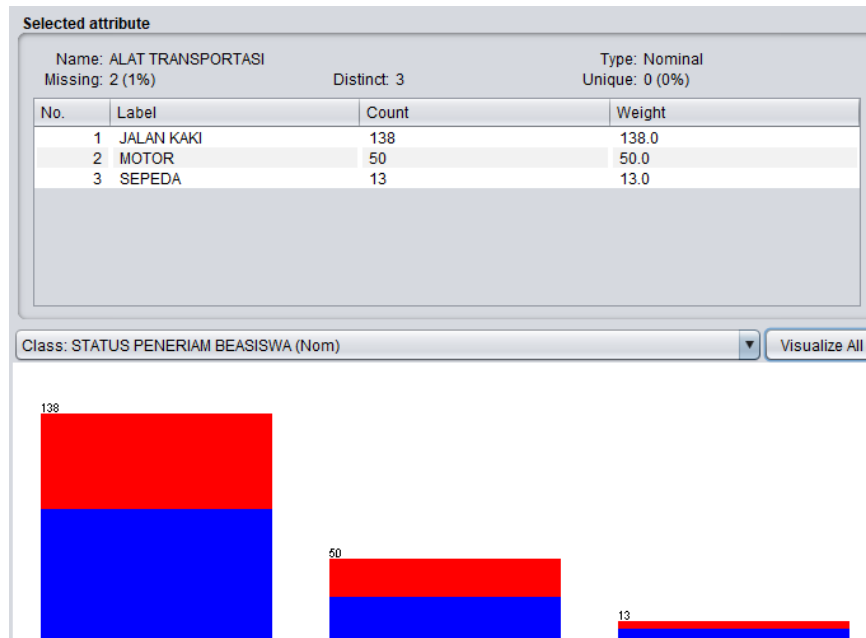 Selected attribute
Name: ALAT TRANSPORTASI Type: Nominal
Missing: 2 (1%) Distinct: 3 Unique: 0 (0%)
No. Label Count Weight
1 JALAN KAKI 138 138.0
2 MOTOR 50 50.0
3 SEPEDA 13 13.0
Class: STATUS PENERIAM BEASISWA (Nom) Visualize All
138
50
13